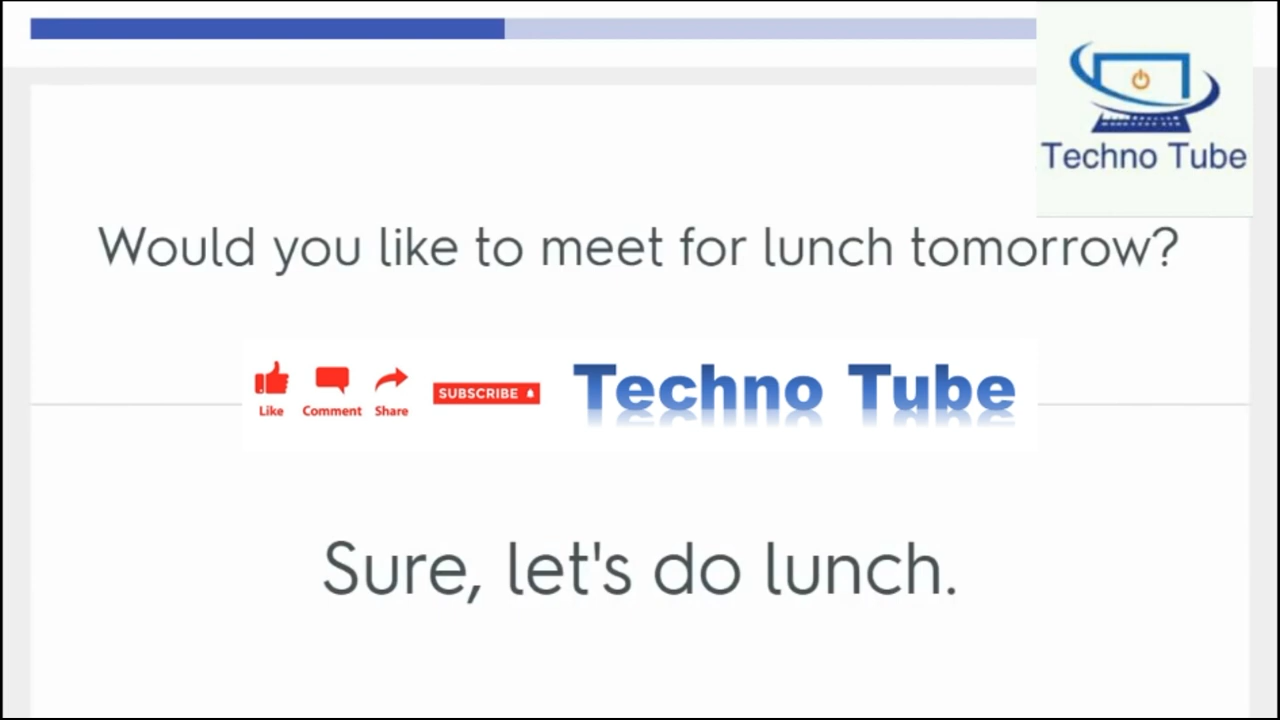 Techno Tube
Would you like to meet for lunch tomorrow?
Like Comment Share SUBSCRIBE Techno Tube
Sure, let's do lunch.